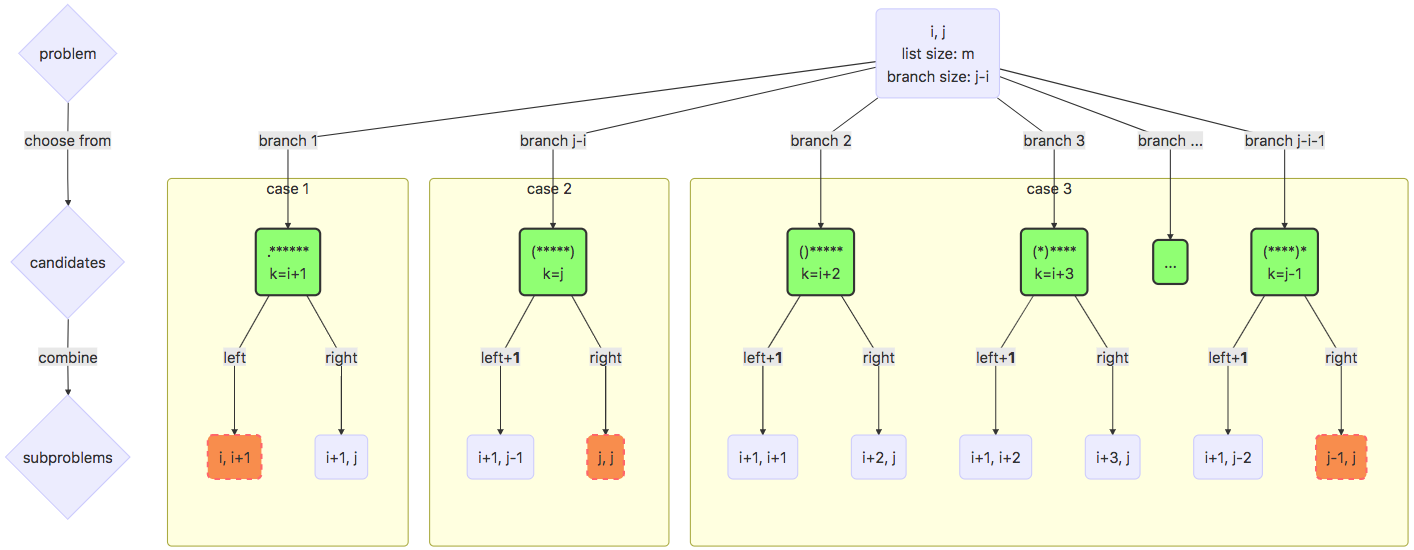 problem
choose from
candidates
combine
subproblems
i, j
list size: m
branch size: j-i
branch 1
branch j-i
branch 2
branch 3
branch ...
branch j-i-1
case 1
case 2
case 3
.******
k=i+1
(*****)
k=j
()*****
k=i+2
(*)****
k=i+3
...
(****)*
k=j-1
left
right
left+1
right
left+1
right
left+1
right
left+1
right
i, i+1
i+1, j
i+1, j-1
j, j
i+1, i+1
i+2, j
i+1, i+2
i+3, j
i+1, j-2
j-1, j